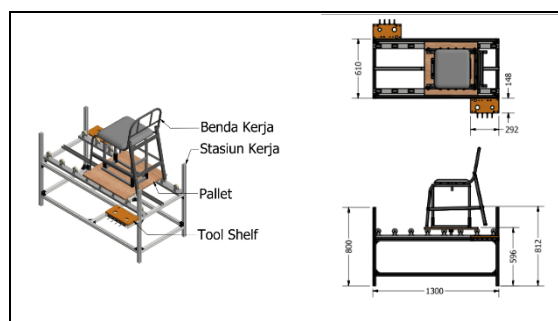 Benda Kerja
Stasiun Kerja
Pallet
Tool Shelf
610
148
292
800
596
812
1300